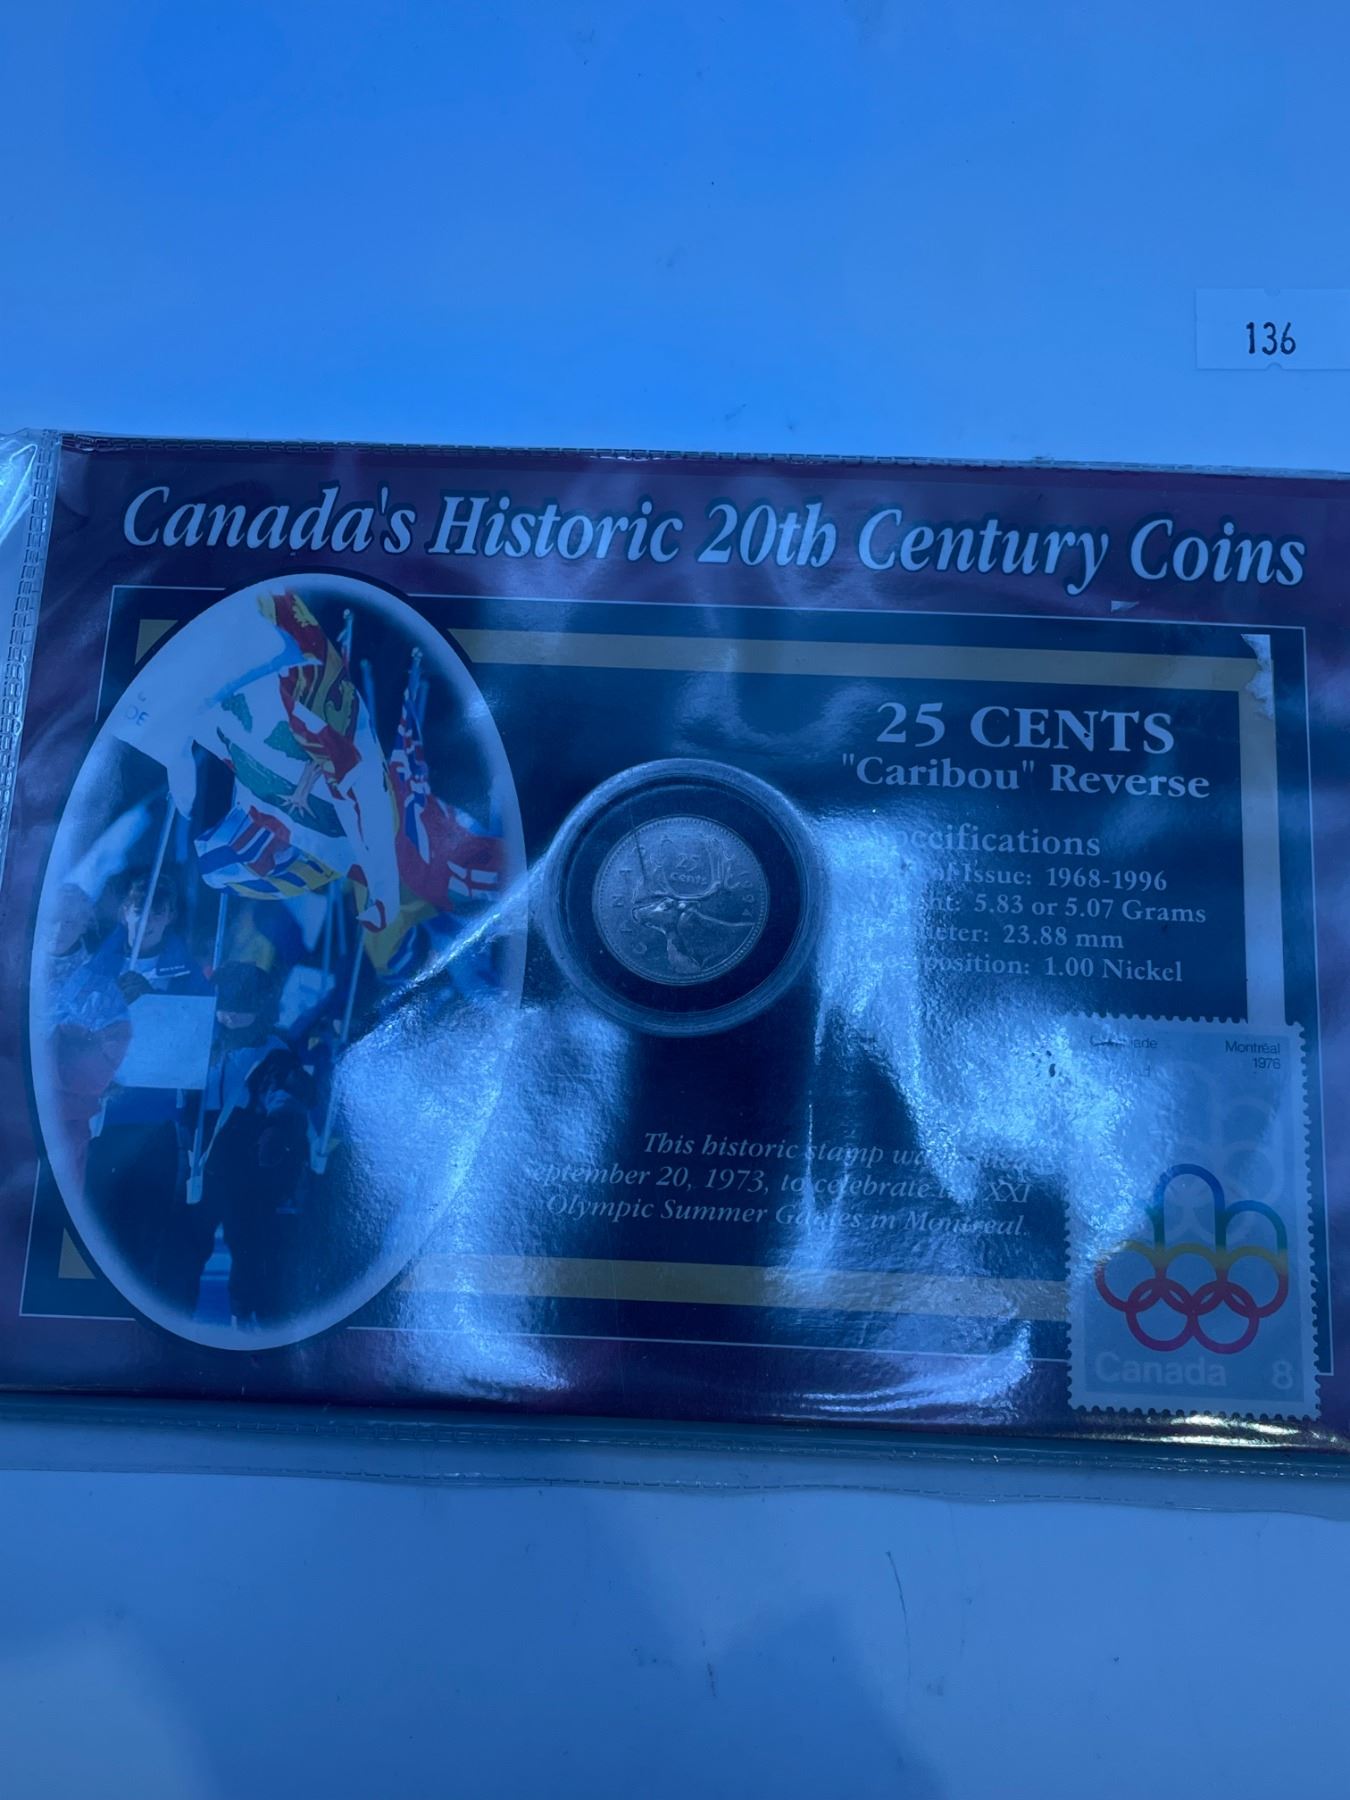 136
Canada's Historic 20th Century Coins
25 CENTS
"Caribou" Reverse
Issue: 1968-1996
5.83 or 5.07 Grams
23.88 mm
1.00 Nickel
25
cents
Montréal
1976
This historic stamp
20, 1973, to celebrate XXI
Olympic Summer Games in Montreal.
Canada 8